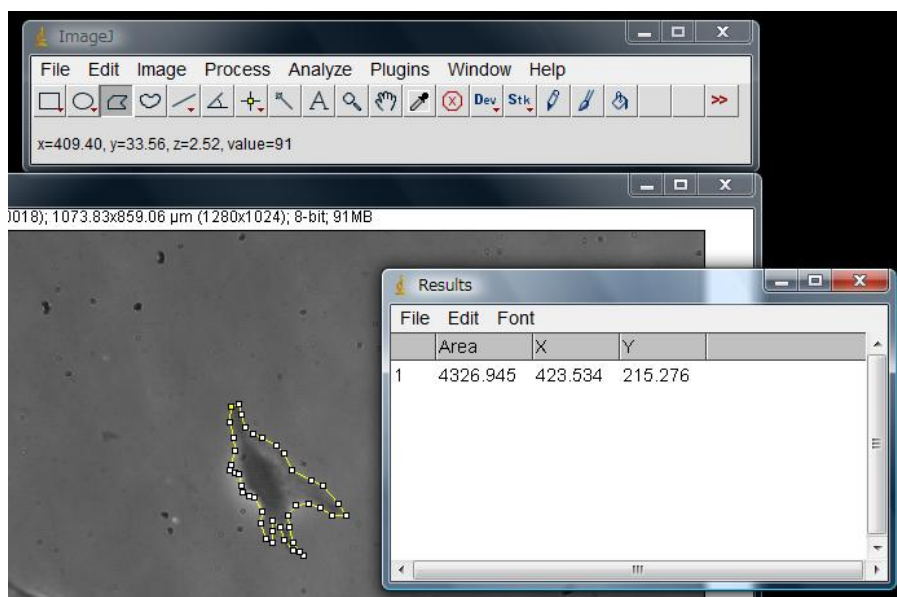 ImageJ
File Edit Image Process Analyze Plugins Window Help
A Dev Stk >>
x=409.40, y=33.56, z=2.52, value=91
0018); 1073.83x859.06 µm (1280x1024); 8-bit; 91MB
Results
File Edit Font
Area X Y
1 4326.945 423.534 215.276